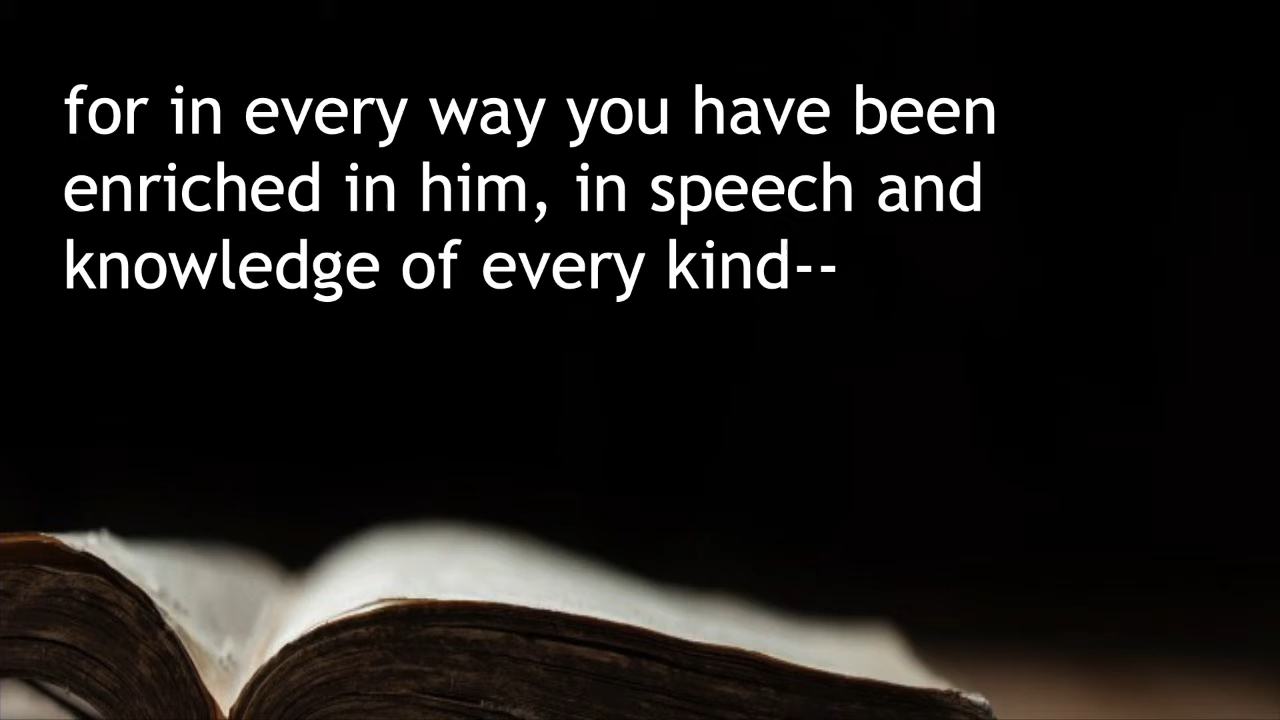 for in every way you have been
enriched in him, in speech and
knowledge of every kind--